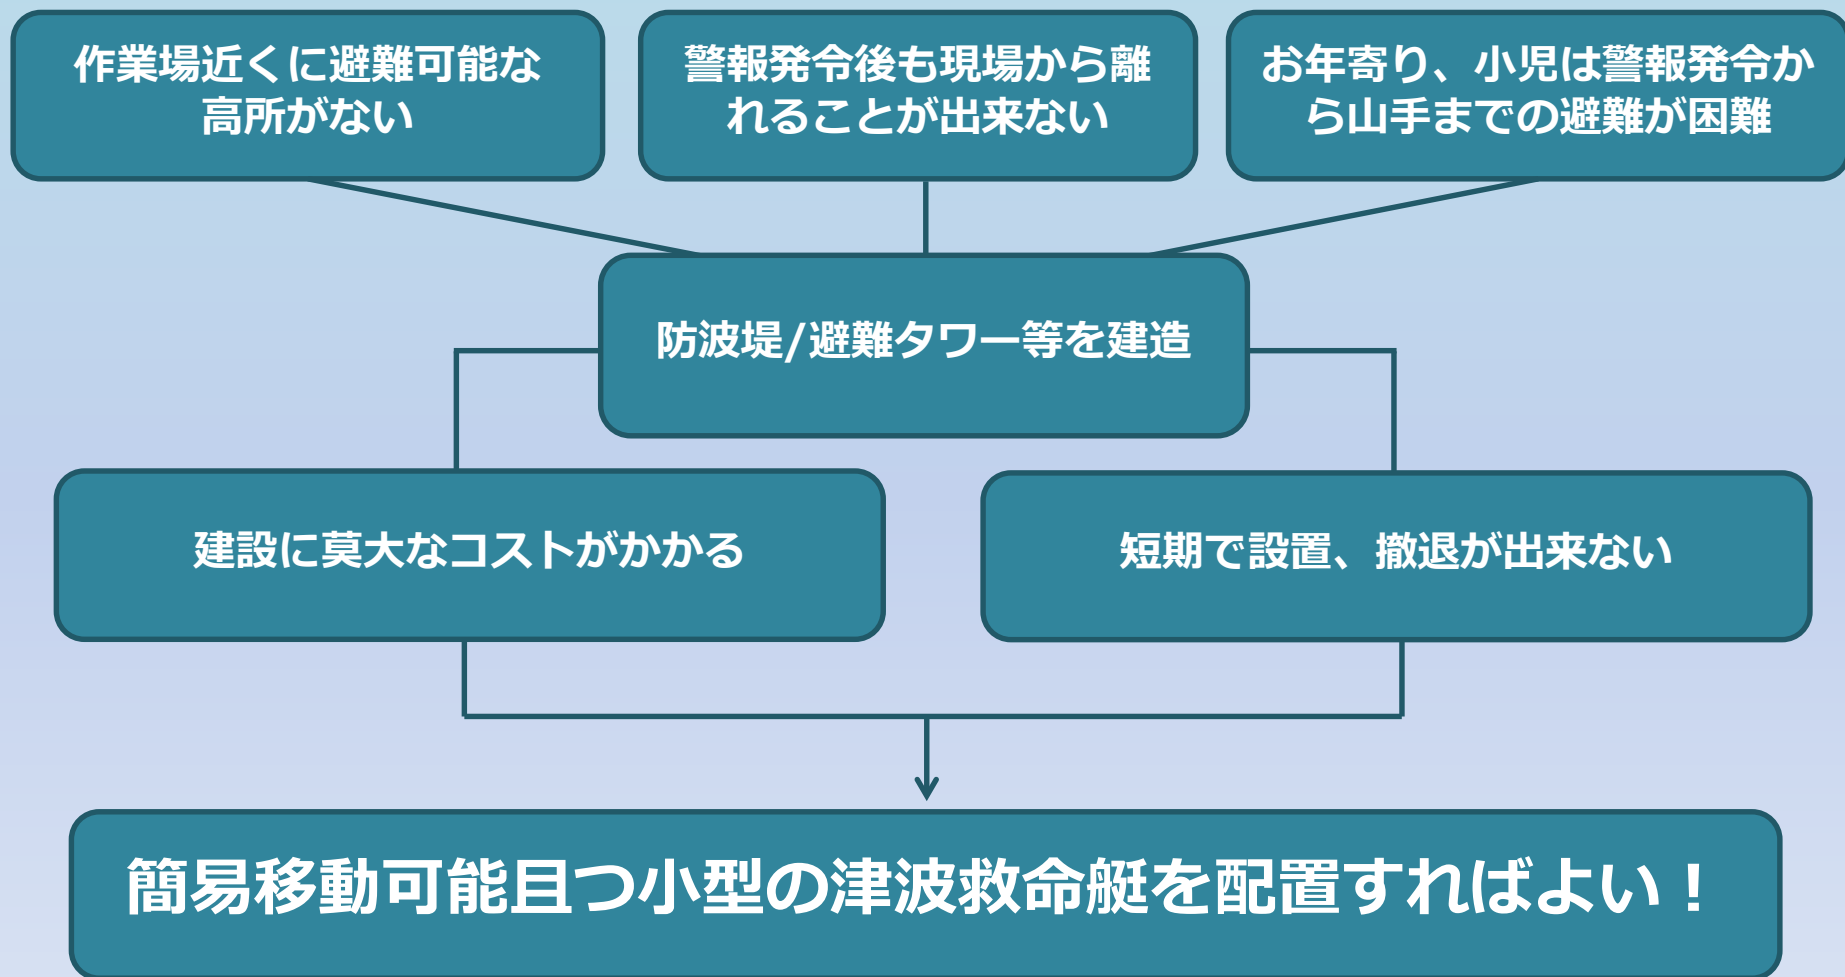 作業場近くに避難可能な
高所がない
警報発令後も現場から離
れることが出来ない
お年寄り、小児は警報発令か
ら山手までの避難が困難
防波堤/避難タワー等を建造
建設に莫大なコストがかかる
短期で設置、撤退が出来ない
簡易移動可能且つ小型の津波救命艇を配置すればよい！